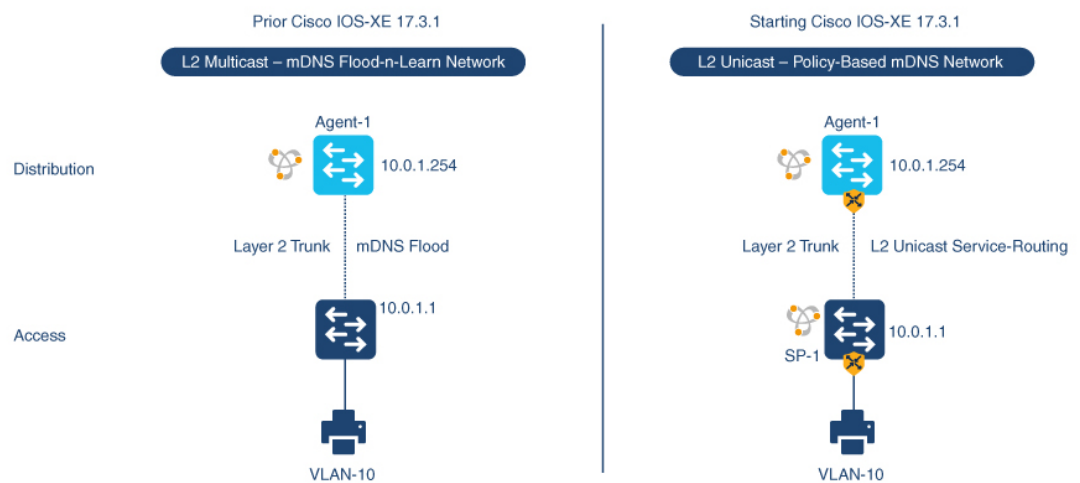 Prior Cisco IOS-XE 17.3.1
L2 Multicast – mDNS Flood-n-Learn Network
Agent-1
Distribution
10.0.1.254
Layer 2 Trunk
mDNS Flood
10.0.1.1
Access
VLAN-10
Starting Cisco IOS-XE 17.3.1
L2 Unicast – Policy-Based mDNS Network
Agent-1
10.0.1.254
Layer 2 Trunk
L2 Unicast Service-Routing
10.0.1.1
SP-1
VLAN-10